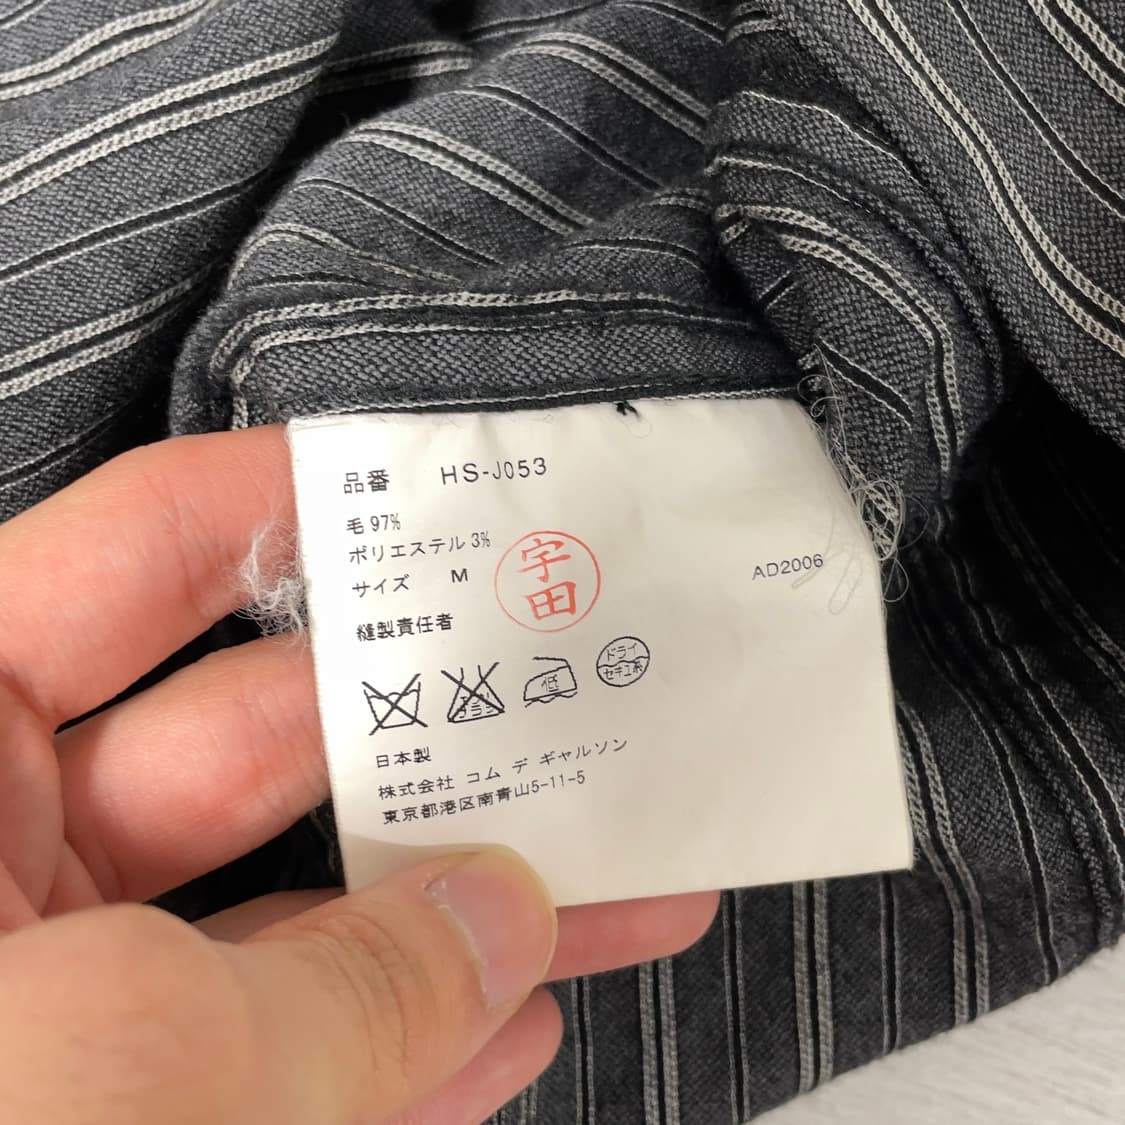 品番 HS-J053
毛 97%
ポリエステル 3%
サイズ M
宇田
AD2006
縫製責任者
エンソ
低
ドライ
セキユ系
日本製
株式会社 コム デ ギャルソン
東京都港区南青山5-11-5